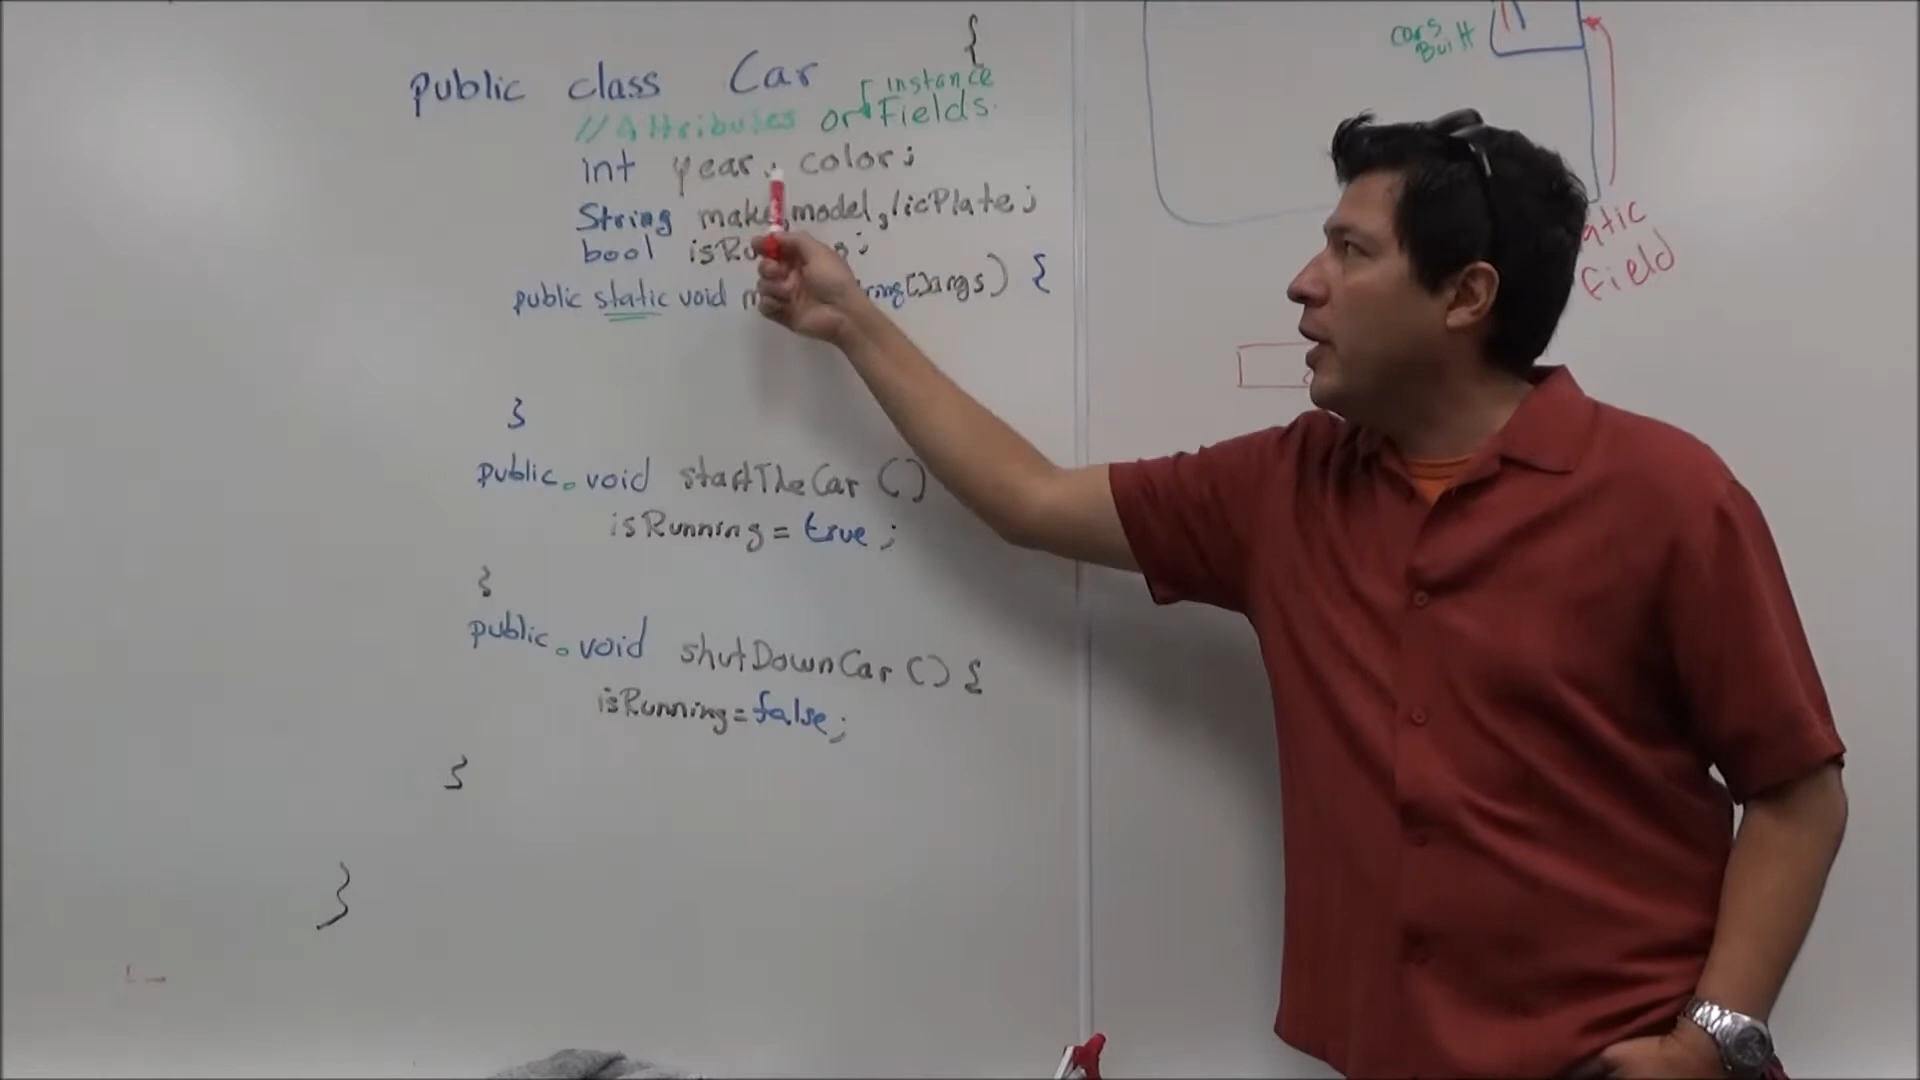 {
public class Car
instance
//Attributes or Fields.
int year, color;
String make, model, licPlate;
bool isRu s;
public static void m ring[]args) {
}
public void startTheCar ()
isRunning = true;
}
public void shutDownCar () {
isRunning=false;
}
}
cars
Built
atic
field